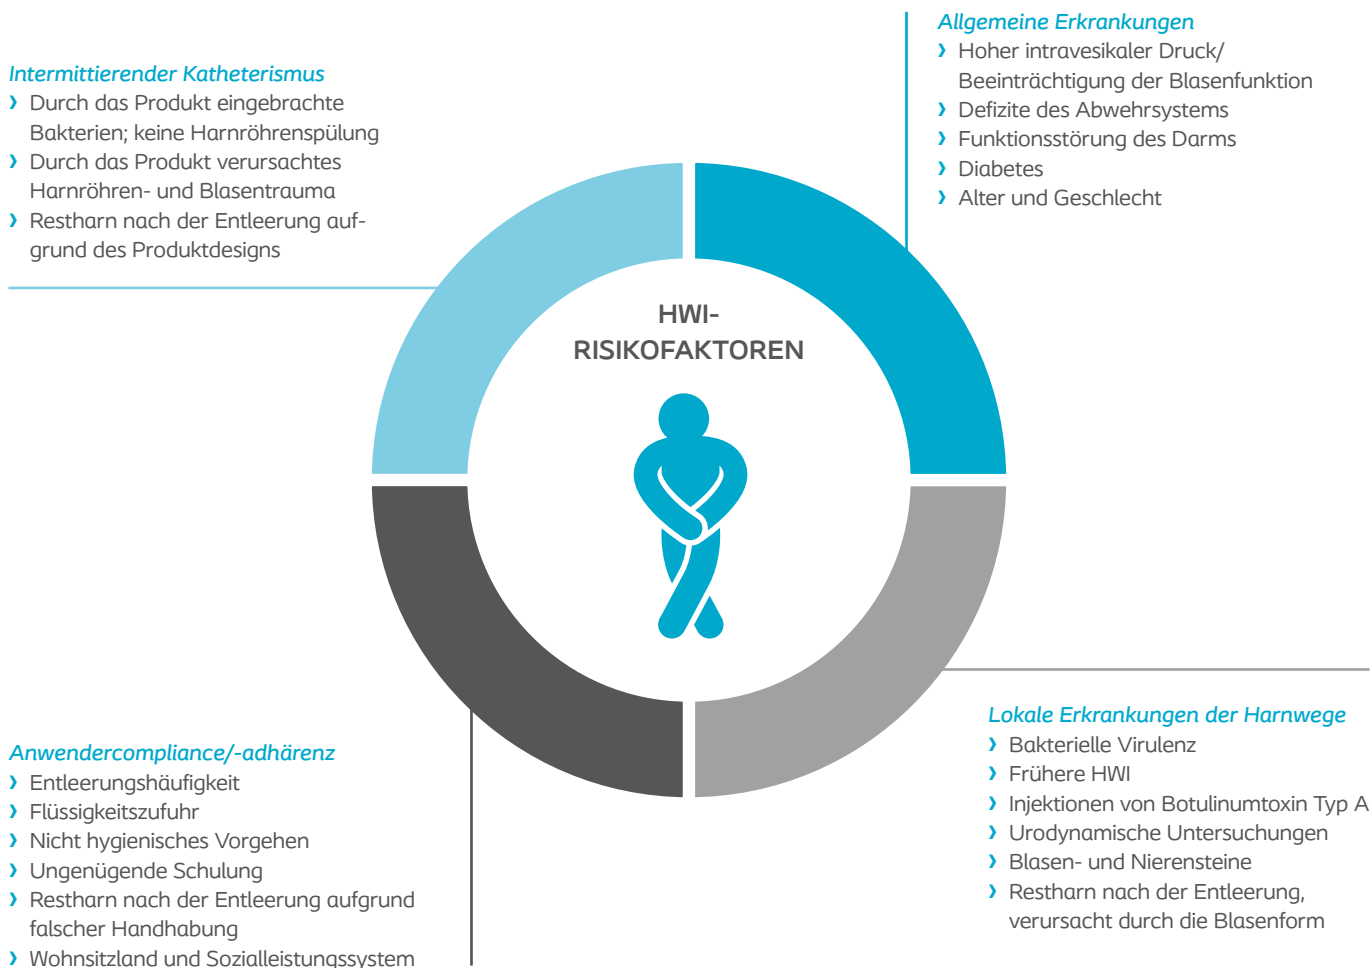 Intermittierender Katheterismus
› Durch das Produkt eingebrachte
Bakterien; keine Harnröhrenspülung
› Durch das Produkt verursachtes
Harnröhren- und Blasentrauma
› Restharn nach der Entleerung auf-
grund des Produktdesigns
Allgemeine Erkrankungen
› Hoher intravesikaler Druck/
Beeinträchtigung der Blasenfunktion
› Defizite des Abwehrsystems
› Funktionsstörung des Darms
› Diabetes
› Alter und Geschlecht
HWI-
RISIKOFAKTOREN
Anwendercompliance/-adhärenz
› Entleerungshäufigkeit
› Flüssigkeitszufuhr
› Nicht hygienisches Vorgehen
› Ungenügende Schulung
› Restharn nach der Entleerung aufgrund
falscher Handhabung
› Wohnsitzland und Sozialleistungssystem
Lokale Erkrankungen der Harnwege
› Bakterielle Virulenz
› Frühere HWI
› Injektionen von Botulinumtoxin Typ A
› Urodynamische Untersuchungen
› Blasen- und Nierensteine
› Restharn nach der Entleerung,
verursacht durch die Blasenform